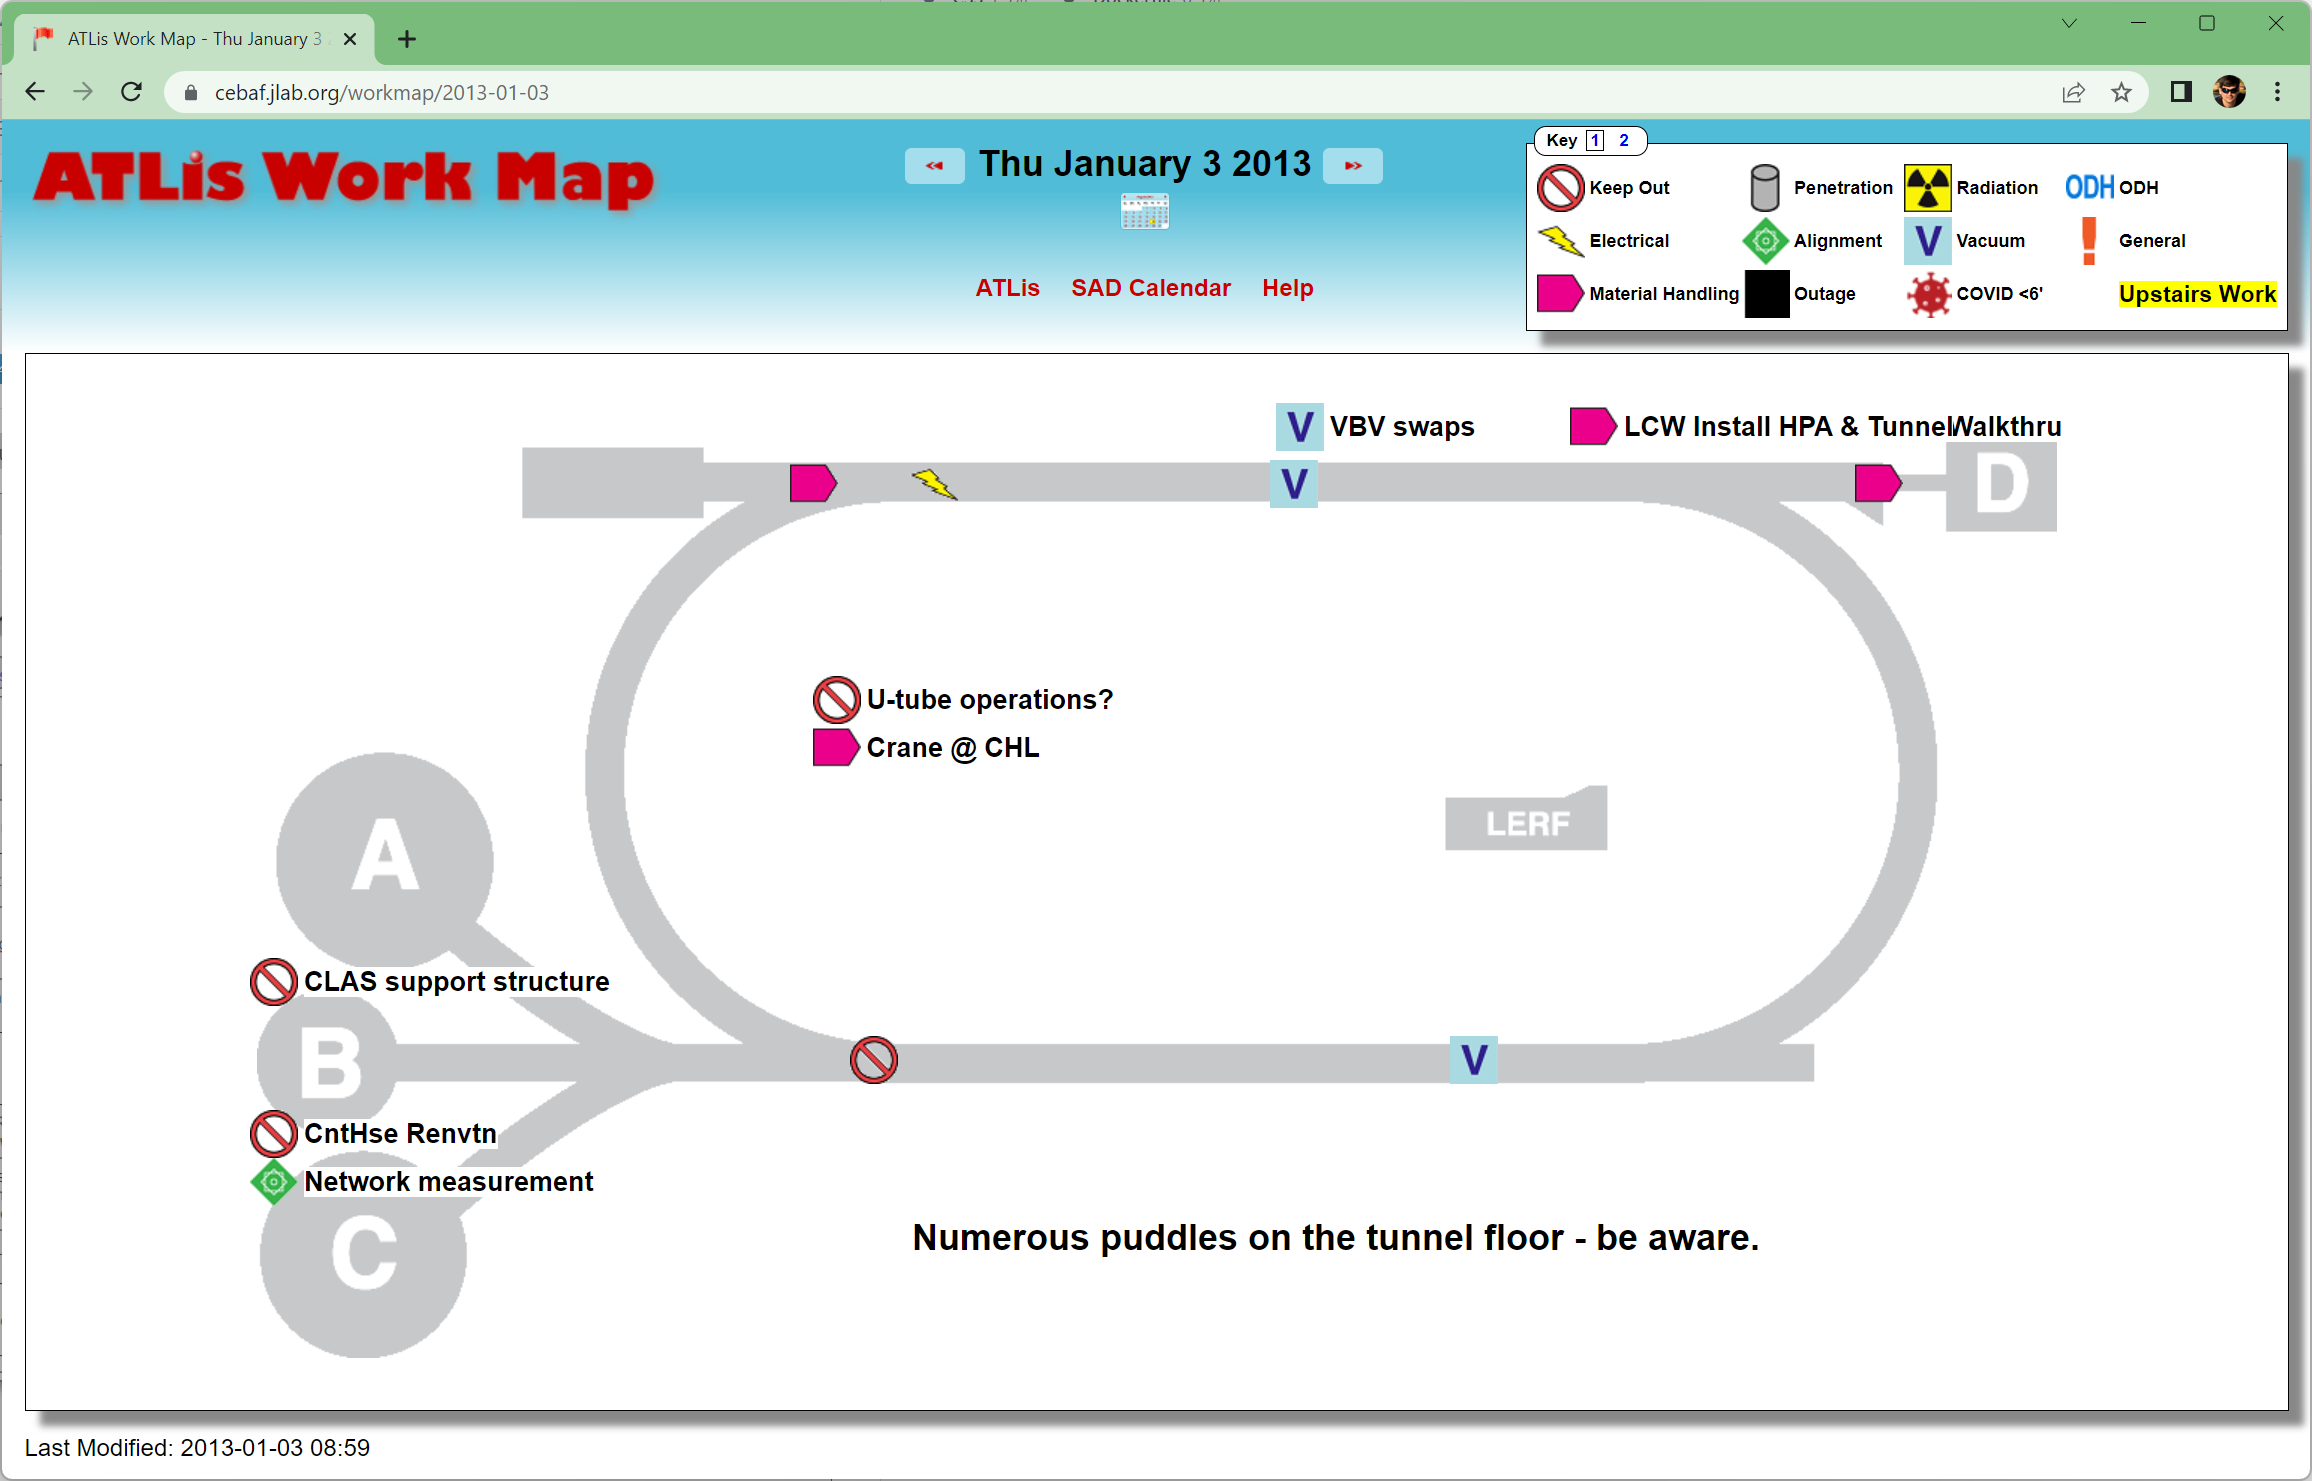 ATLis Work Map - Thu January 3
cebaf.jlab.org/workmap/2013-01-03
ATLis Work Map
Thu January 3 2013
ATLis SAD Calendar Help
Key 1 2
Keep Out Penetration Radiation ODH ODH
Electrical Alignment V Vacuum ! General
Material Handling Outage COVID <6' Upstairs Work
V VBV swaps LCW Install HPA & Tunnel Walkthru
V D
U-tube operations?
Crane @ CHL
LERF
A
CLAS support structure
B
V
CntHse Renvtn
Network measurement
C
Numerous puddles on the tunnel floor - be aware.
Last Modified: 2013-01-03 08:59